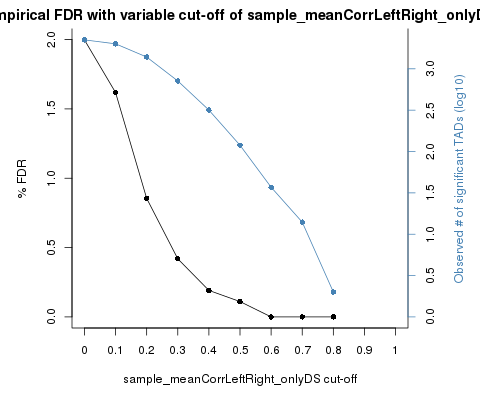 mpirical FDR with variable cut-off of sample_meanCorrLeftRight_onlyD
% FDR
2.0
1.5
1.0
0.5
0.0
3.0
2.5
2.0
1.5
1.0
0.5
0.0
Observed # of significant TADs (log10)
0 0.1 0.2 0.3 0.4 0.5 0.6 0.7 0.8 0.9 1
sample_meanCorrLeftRight_onlyDS cut-off